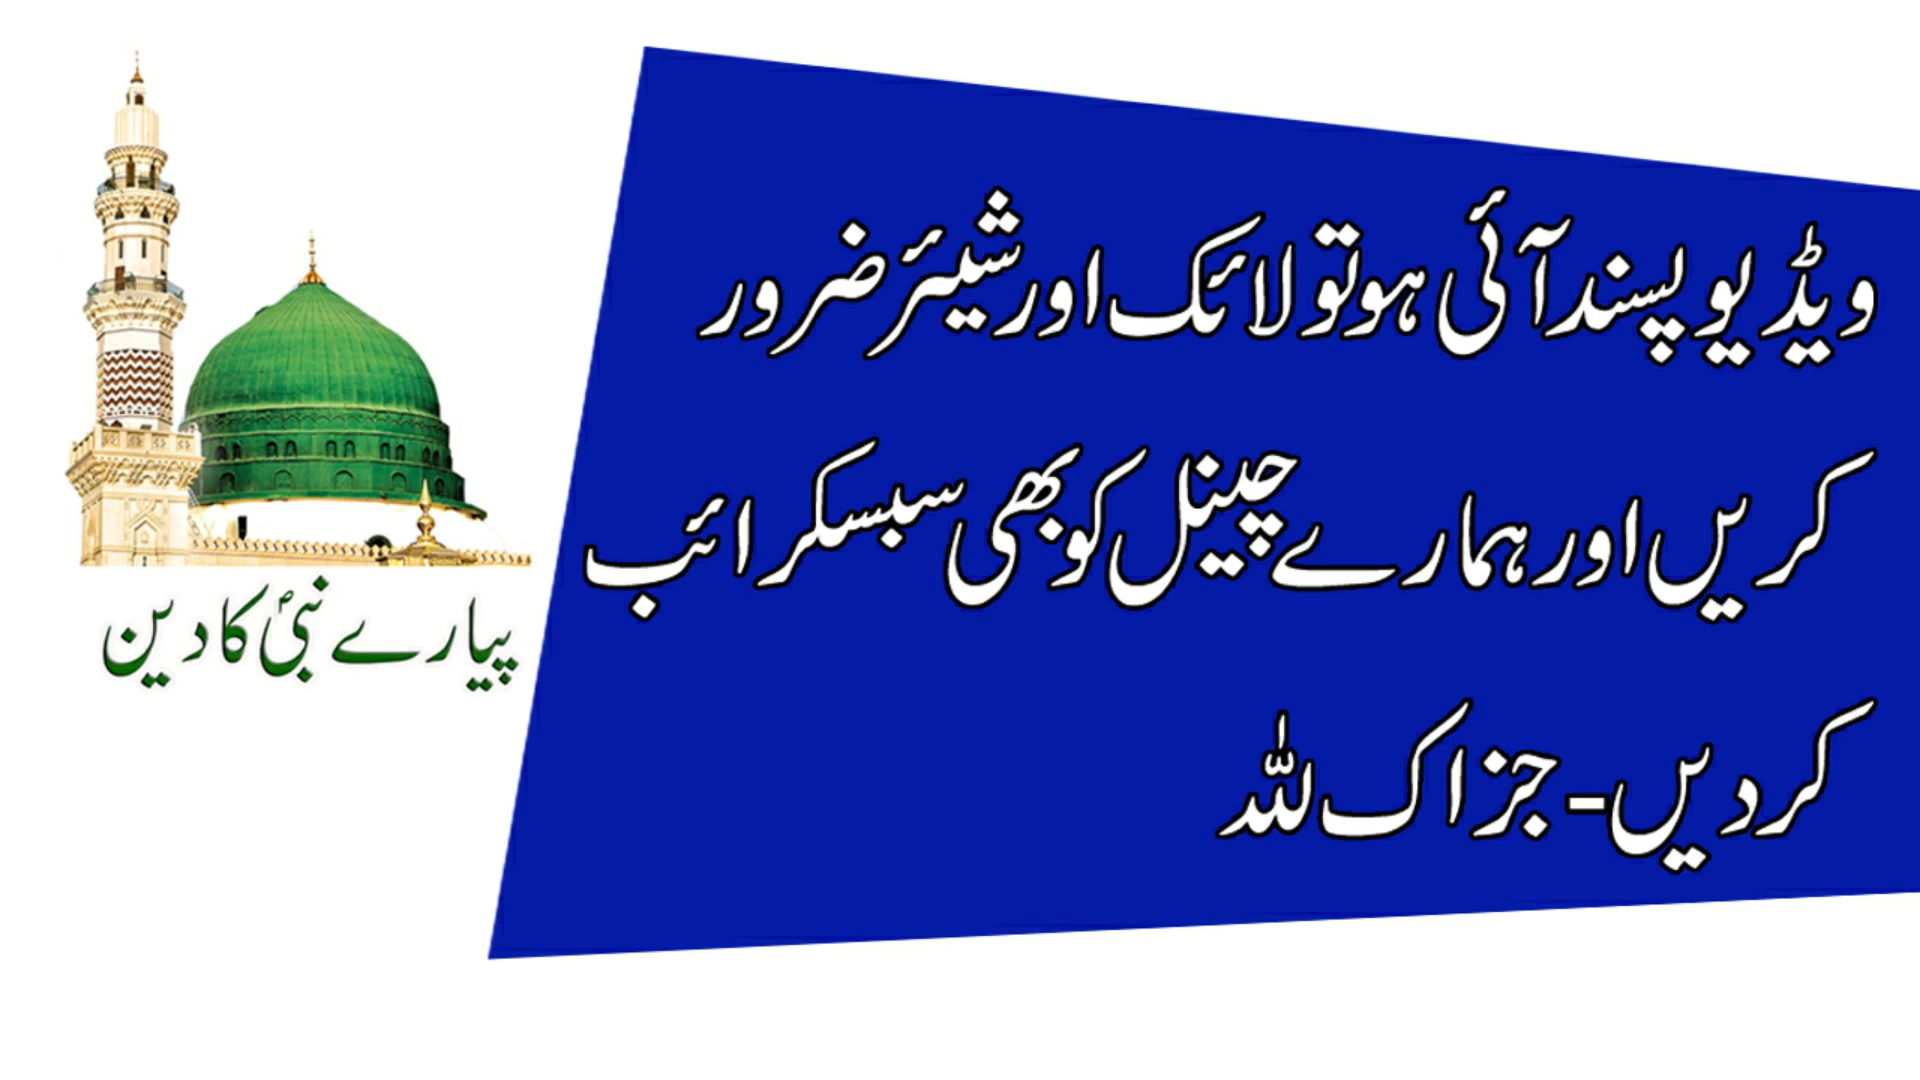 ویڈیو پسند آئی ہو تو لائک اور شیئر ضرور
کریں اور ہمارے چینل کو بھی سبسکرائب
کردیں - جزاک للہ
پیارے نبیؐ کا دین